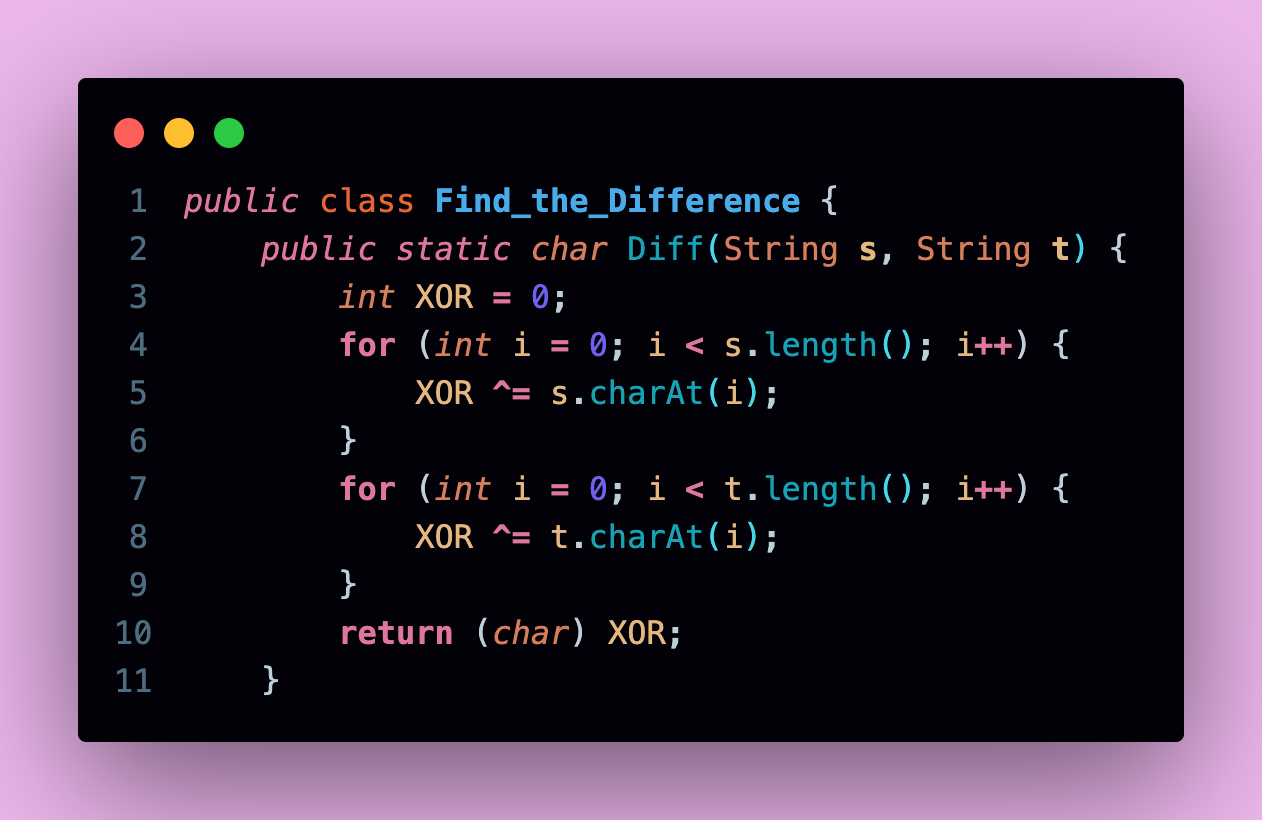 1 public class Find_the_Difference {
2     public static char Diff(String s, String t) {
3         int XOR = 0;
4         for (int i = 0; i < s.length(); i++) {
5             XOR ^= s.charAt(i);
6         }
7         for (int i = 0; i < t.length(); i++) {
8             XOR ^= t.charAt(i);
9         }
10         return (char) XOR;
11     }